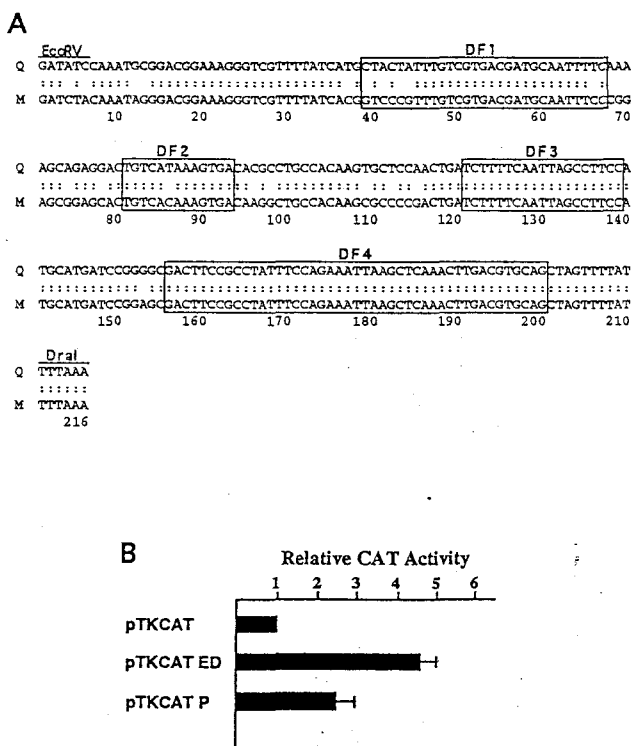 A
EcoRV DF1
Q GATATCCAAATGCGGACGGAAAGGGTCGTTTTATCATGCTACTATTTGTCGTGACGATGCAATTTTCAAA
M GATCTACAAATAGGGACGGAAAGGGTCGTTTTATCACGGTCCCGTTTGTCGTGACGATGCAATTTCCCGG
10 20 30 40 50 60 70
DF2 DF3
Q AGCAGAGGACTGTCATAAAGTGACACGCCTGCCACAAGTGCTCCAACTGATCTTTTCAATTAGCCTTCCA
M AGCGGAGCACTGTCACAAAGTGACAAGGCTGCCACAAGCGCCCCGACTGATCTTTTCAATTAGCCTTCCA
80 90 100 110 120 130 140
DF4
Q TGCATGATCCGGGGCGACTTCCGCCTATTTCCAGAAATTAAGCTCAAACTTGACGTGCAGCTAGTTTTAT
M TGCATGATCCGGAGCGACTTCCGCCTATTTCCAGAAATTAAGCTCAAACTTGACGTGCAGCTAGTTTTAT
150 160 170 180 190 200 210
DraI
Q TTTAAA
M TTTAAA
216
B
Relative CAT Activity
1 2 3 4 5 6
pTKCAT
pTKCAT ED
pTKCAT P